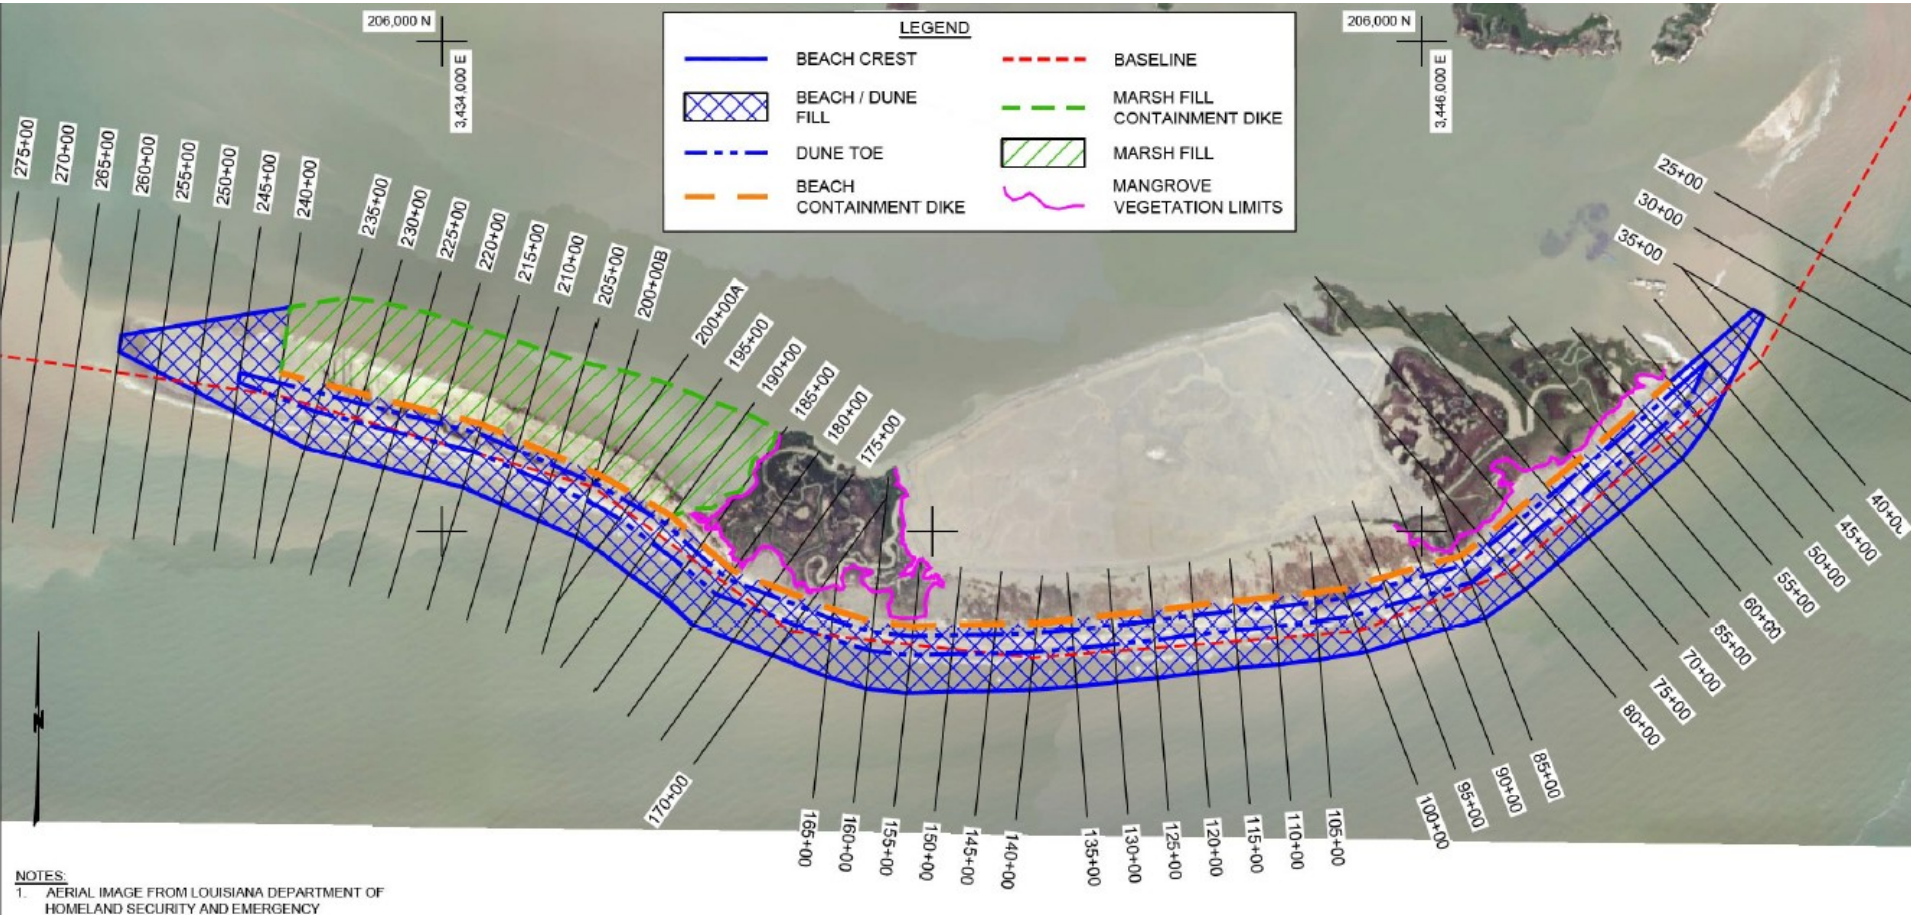 206,000 N
3,434,000 E
206,000 N
3,446,000 E
LEGEND
BEACH CREST
BEACH / DUNE
FILL
DUNE TOE
BEACH
CONTAINMENT DIKE
BASELINE
MARSH FILL
CONTAINMENT DIKE
MARSH FILL
MANGROVE
VEGETATION LIMITS
275+00
270+00
265+00
260+00
255+00
250+00
245+00
240+00
235+00
230+00
225+00
220+00
215+00
210+00
205+00
200+00B
200+00A
195+00
190+00
185+00
180+00
175+00
170+00
165+00
160+00
155+00
150+00
145+00
140+00
135+00
130+00
125+00
120+00
115+00
110+00
105+00
100+00
95+00
90+00
85+00
80+00
75+00
70+00
65+00
60+00
55+00
50+00
45+00
40+00
35+00
30+00
25+00
N
NOTES:
1. AERIAL IMAGE FROM LOUISIANA DEPARTMENT OF
HOMELAND SECURITY AND EMERGENCY